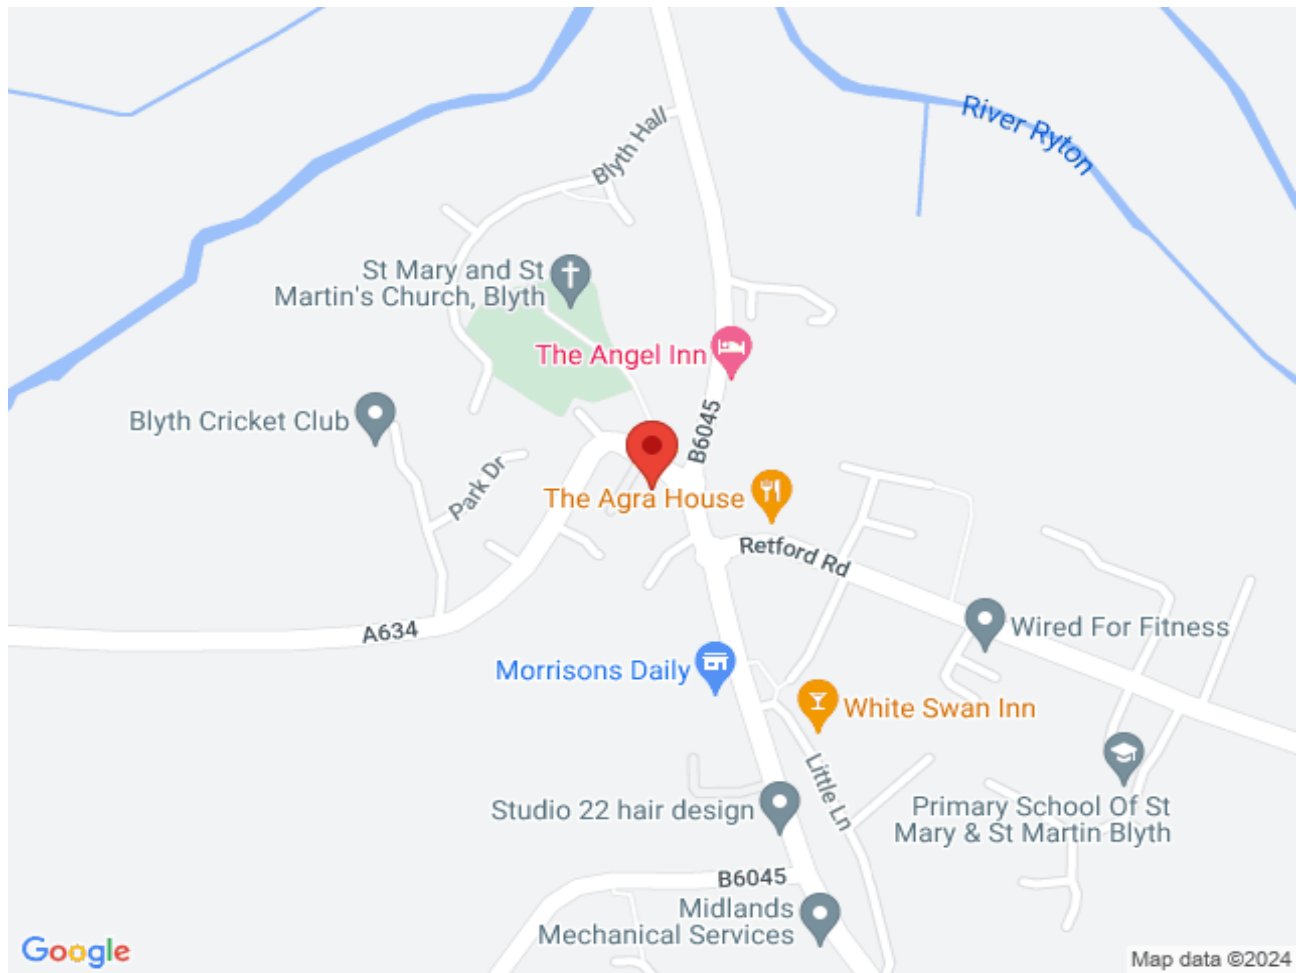 River Ryton
Blyth Hall
St Mary and St
Martin's Church, Blyth
The Angel Inn
Blyth Cricket Club
B6045
Park Dr
The Agra House
Retford Rd
A634
Wired For Fitness
Morrisons Daily
White Swan Inn
Little Ln
Studio 22 hair design
Primary School Of St
Mary & St Martin Blyth
B6045
Midlands
Mechanical Services
Google
Map data ©2024